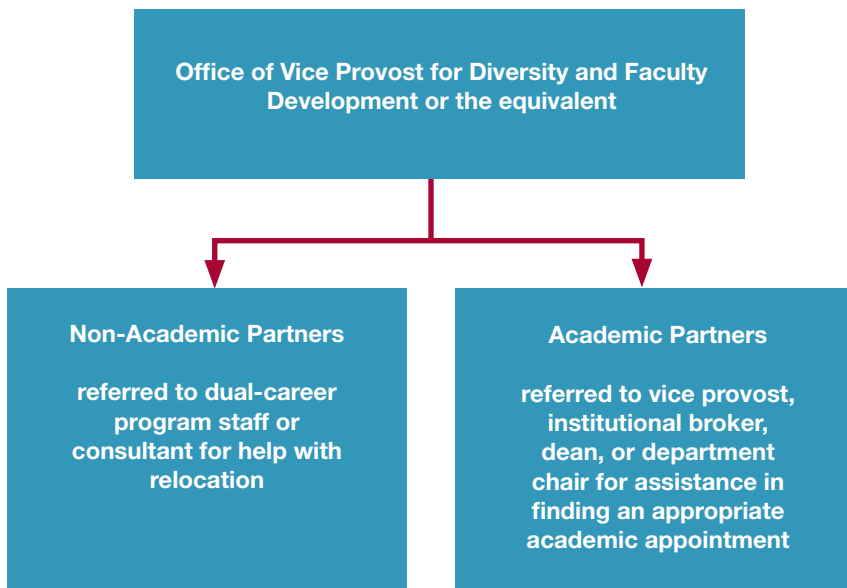 Office of Vice Provost for Diversity and Faculty
Development or the equivalent
Non-Academic Partners
referred to dual-career
program staff or
consultant for help with
relocation
Academic Partners
referred to vice provost,
institutional broker,
dean, or department
chair for assistance in
finding an appropriate
academic appointment